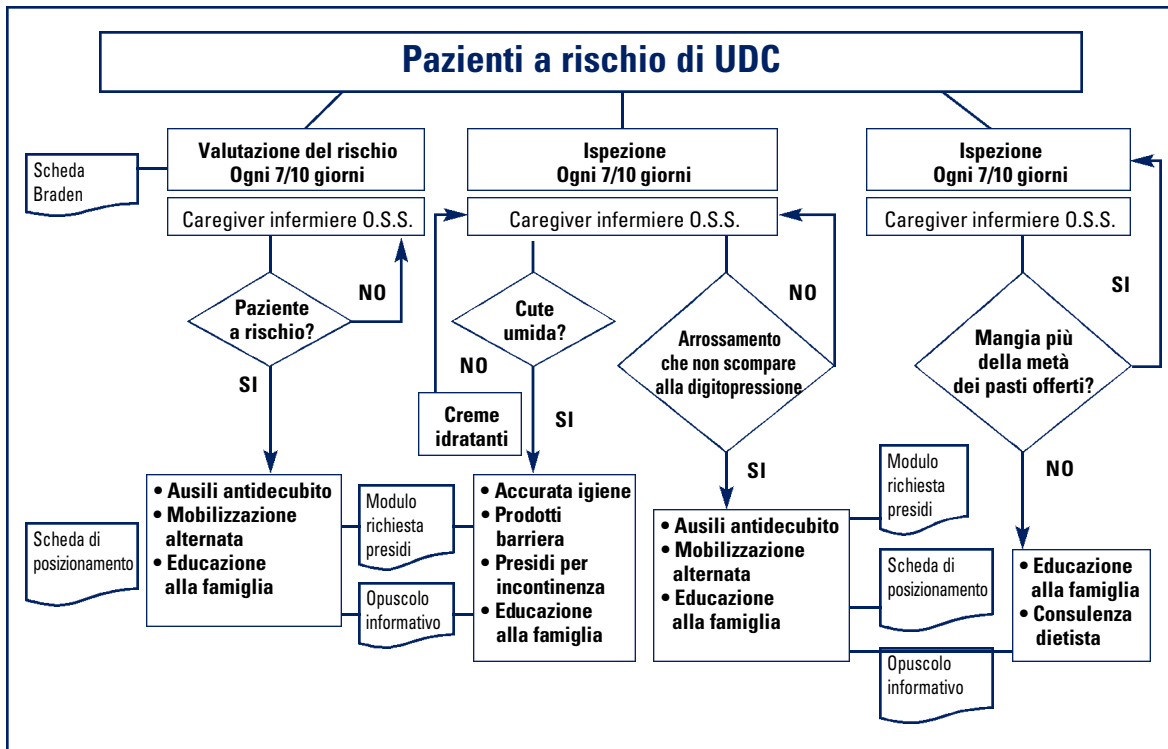 Pazienti a rischio di UDC
Scheda
Braden
Valutazione del rischio
Ogni 7/10 giorni
Caregiver infermiere O.S.S.
Paziente
a rischio?
NO
SI
• Ausili antidecubito
• Mobilizzazione
alternata
• Educazione
alla famiglia
Scheda di
posizionamento
Modulo
richiesta
presidi
Opuscolo
informativo
Ispezione
Ogni 7/10 giorni
Caregiver infermiere O.S.S.
Cute
umida?
NO
Creme
idratanti
SI
• Accurata igiene
• Prodotti
barriera
• Presidi per
incontinenza
• Educazione
alla famiglia
Arrossamento
che non scompare
alla digitopressione
NO
SI
• Ausili antidecubito
• Mobilizzazione
alternata
• Educazione
alla famiglia
Modulo
richiesta
presidi
Scheda di
posizionamento
Opuscolo
informativo
Ispezione
Ogni 7/10 giorni
Caregiver infermiere O.S.S.
Mangia più
della metà
dei pasti offerti?
SI
NO
• Educazione
alla famiglia
• Consulenza
dietista